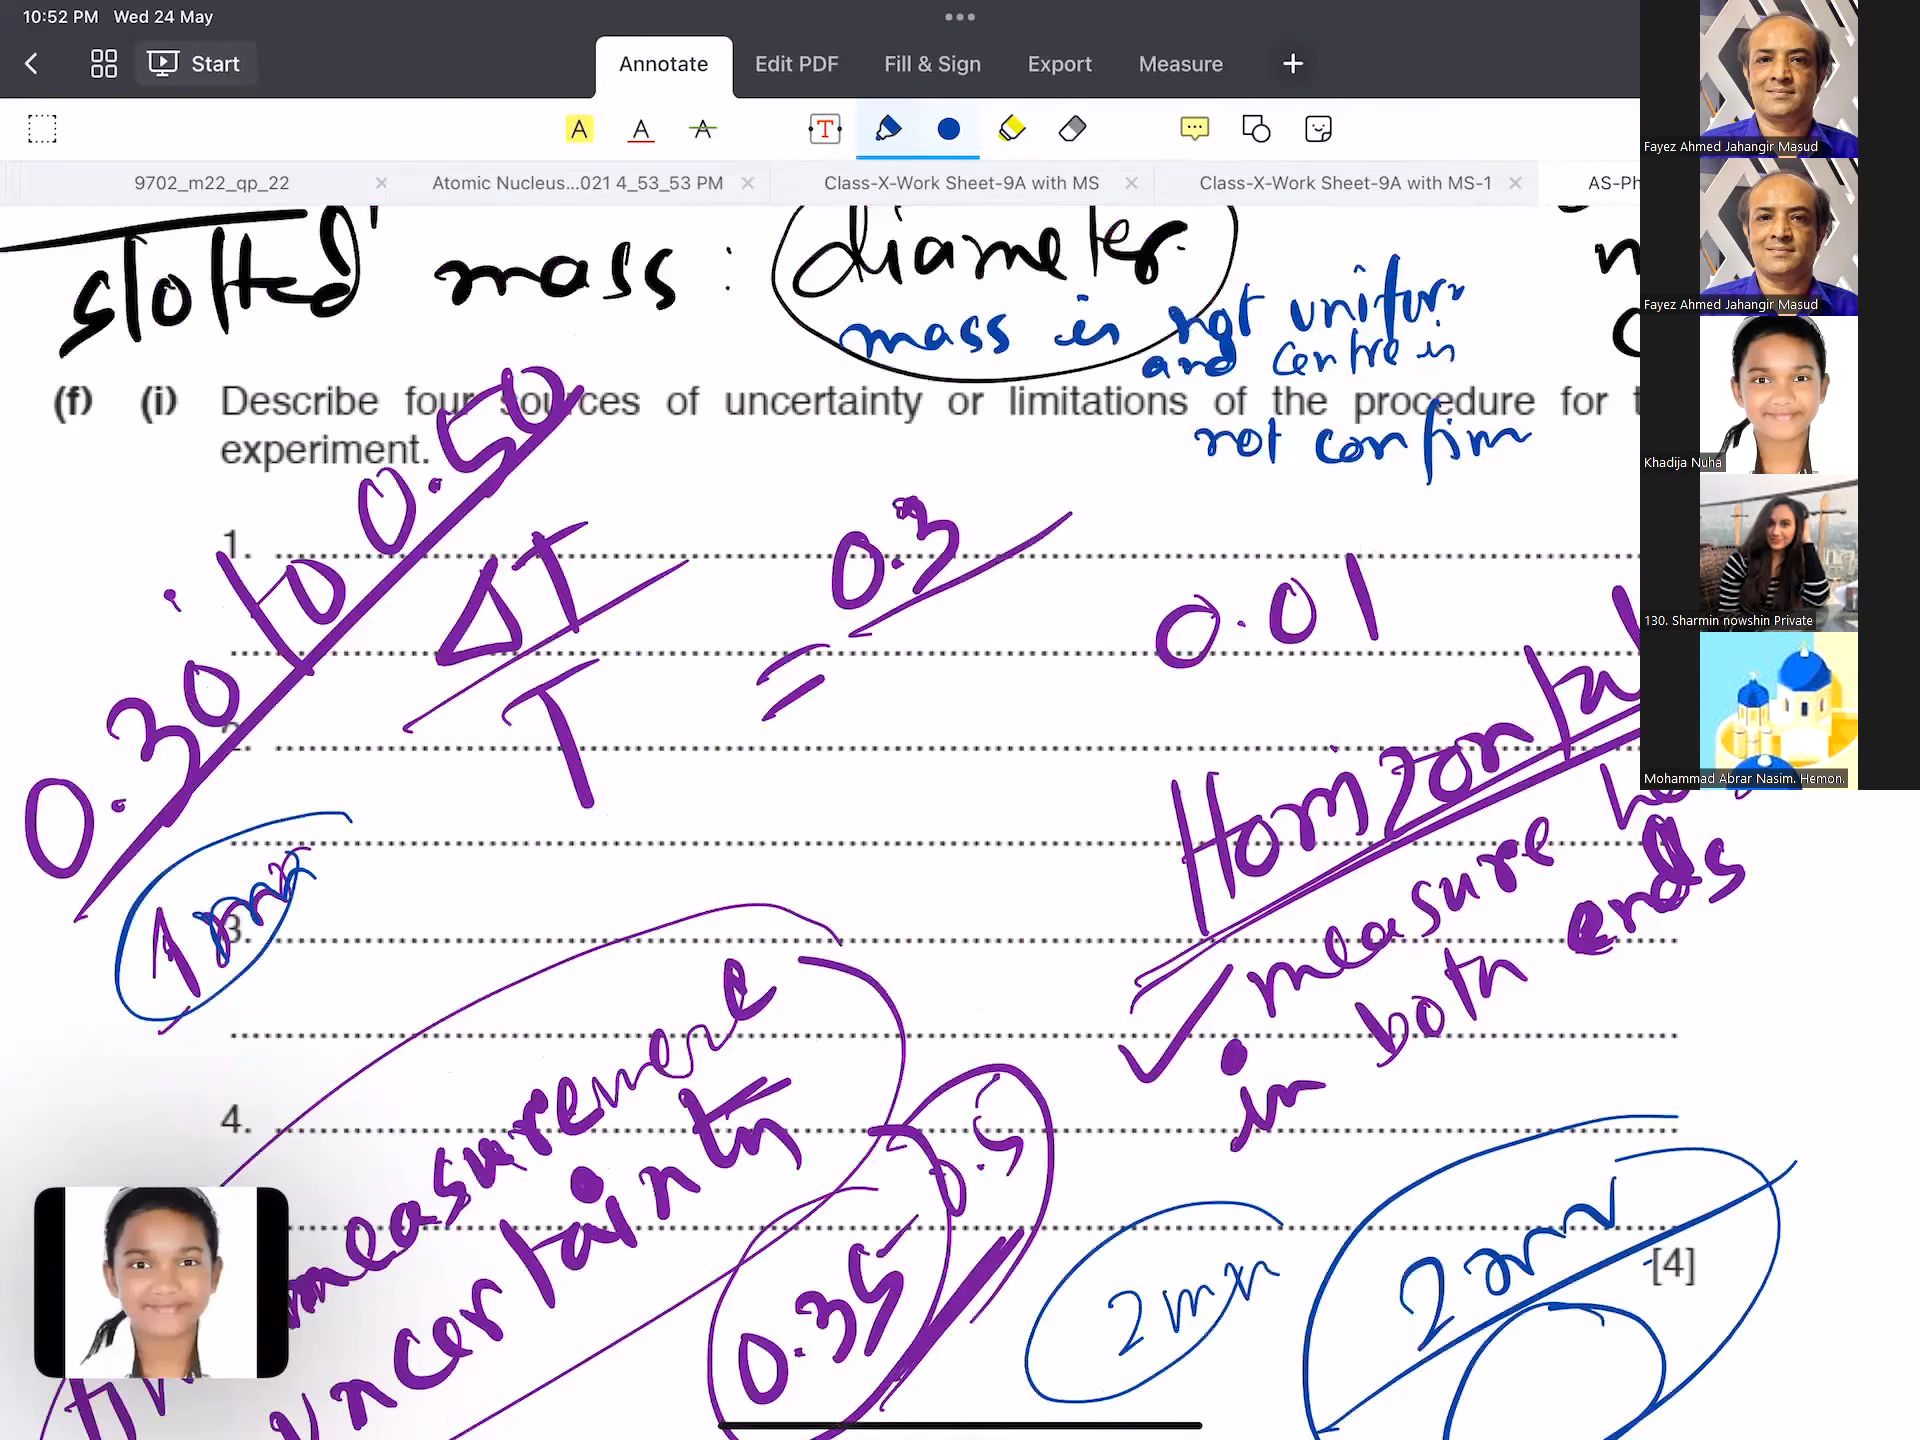 10:52 PM Wed 24 May
Start
Annotate
Edit PDF
Fill & Sign
Export
Measure
9702_m22_qp_22
Atomic Nucleus...021 4_53_53 PM
Class-X-Work Sheet-9A with MS
Class-X-Work Sheet-9A with MS-1
AS-Ph
slotted mass : diameter.
mass is not unifor
and centre is
not confim
(f) (i) Describe four sources of uncertainty or limitations of the procedure for
experiment.
0.30 to 0.50
1.
ΔT
T
=
0.3
0.01
2.
Horizontal
measure
in both ends
3.
1mm
4.
measurement
uncertainty
0.5
0.35
2mm
2mm
[4]
Fayez Ahmed Jahangir Masud
Fayez Ahmed Jahangir Masud
Khadija Nuha
130. Sharmin nowshin Private
Mohammad Abrar Nasim. Hemon.